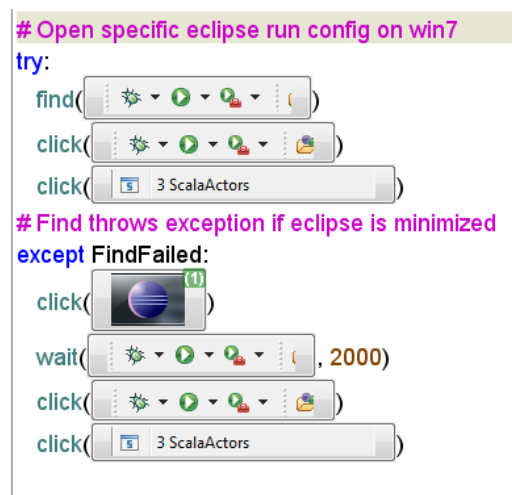 # Open specific eclipse run config on win7
try:
find( )
click( )
click( 3 ScalaActors )
# Find throws exception if eclipse is minimized
except FindFailed:
click( (1) )
wait( , 2000)
click( )
click( 3 ScalaActors )